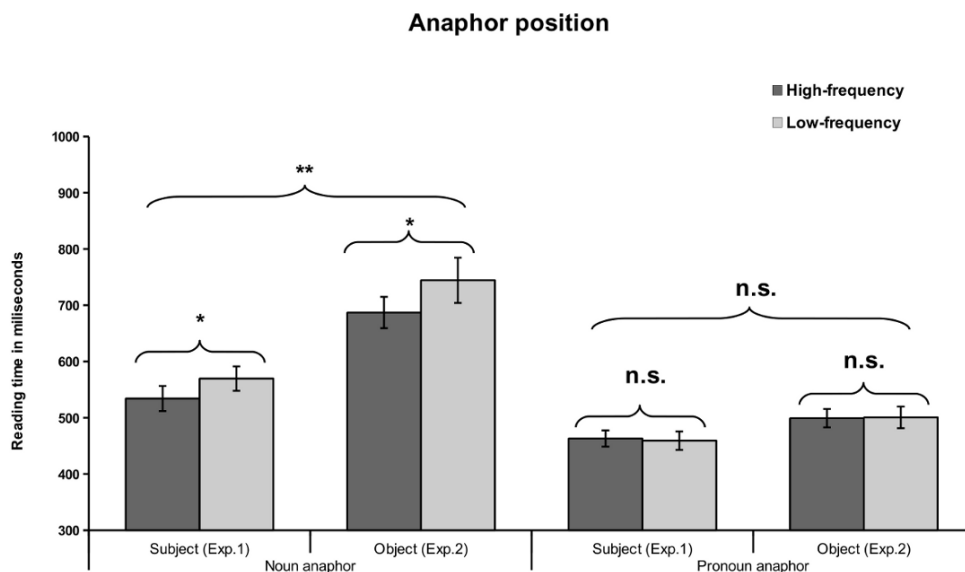 Anaphor position
High-frequency
Low-frequency
Reading time in miliseconds
1000
900
800
700
600
500
400
300
**
*
*
n.s.
n.s.
n.s.
Subject (Exp.1)
Object (Exp.2)
Subject (Exp.1)
Object (Exp.2)
Noun anaphor
Pronoun anaphor